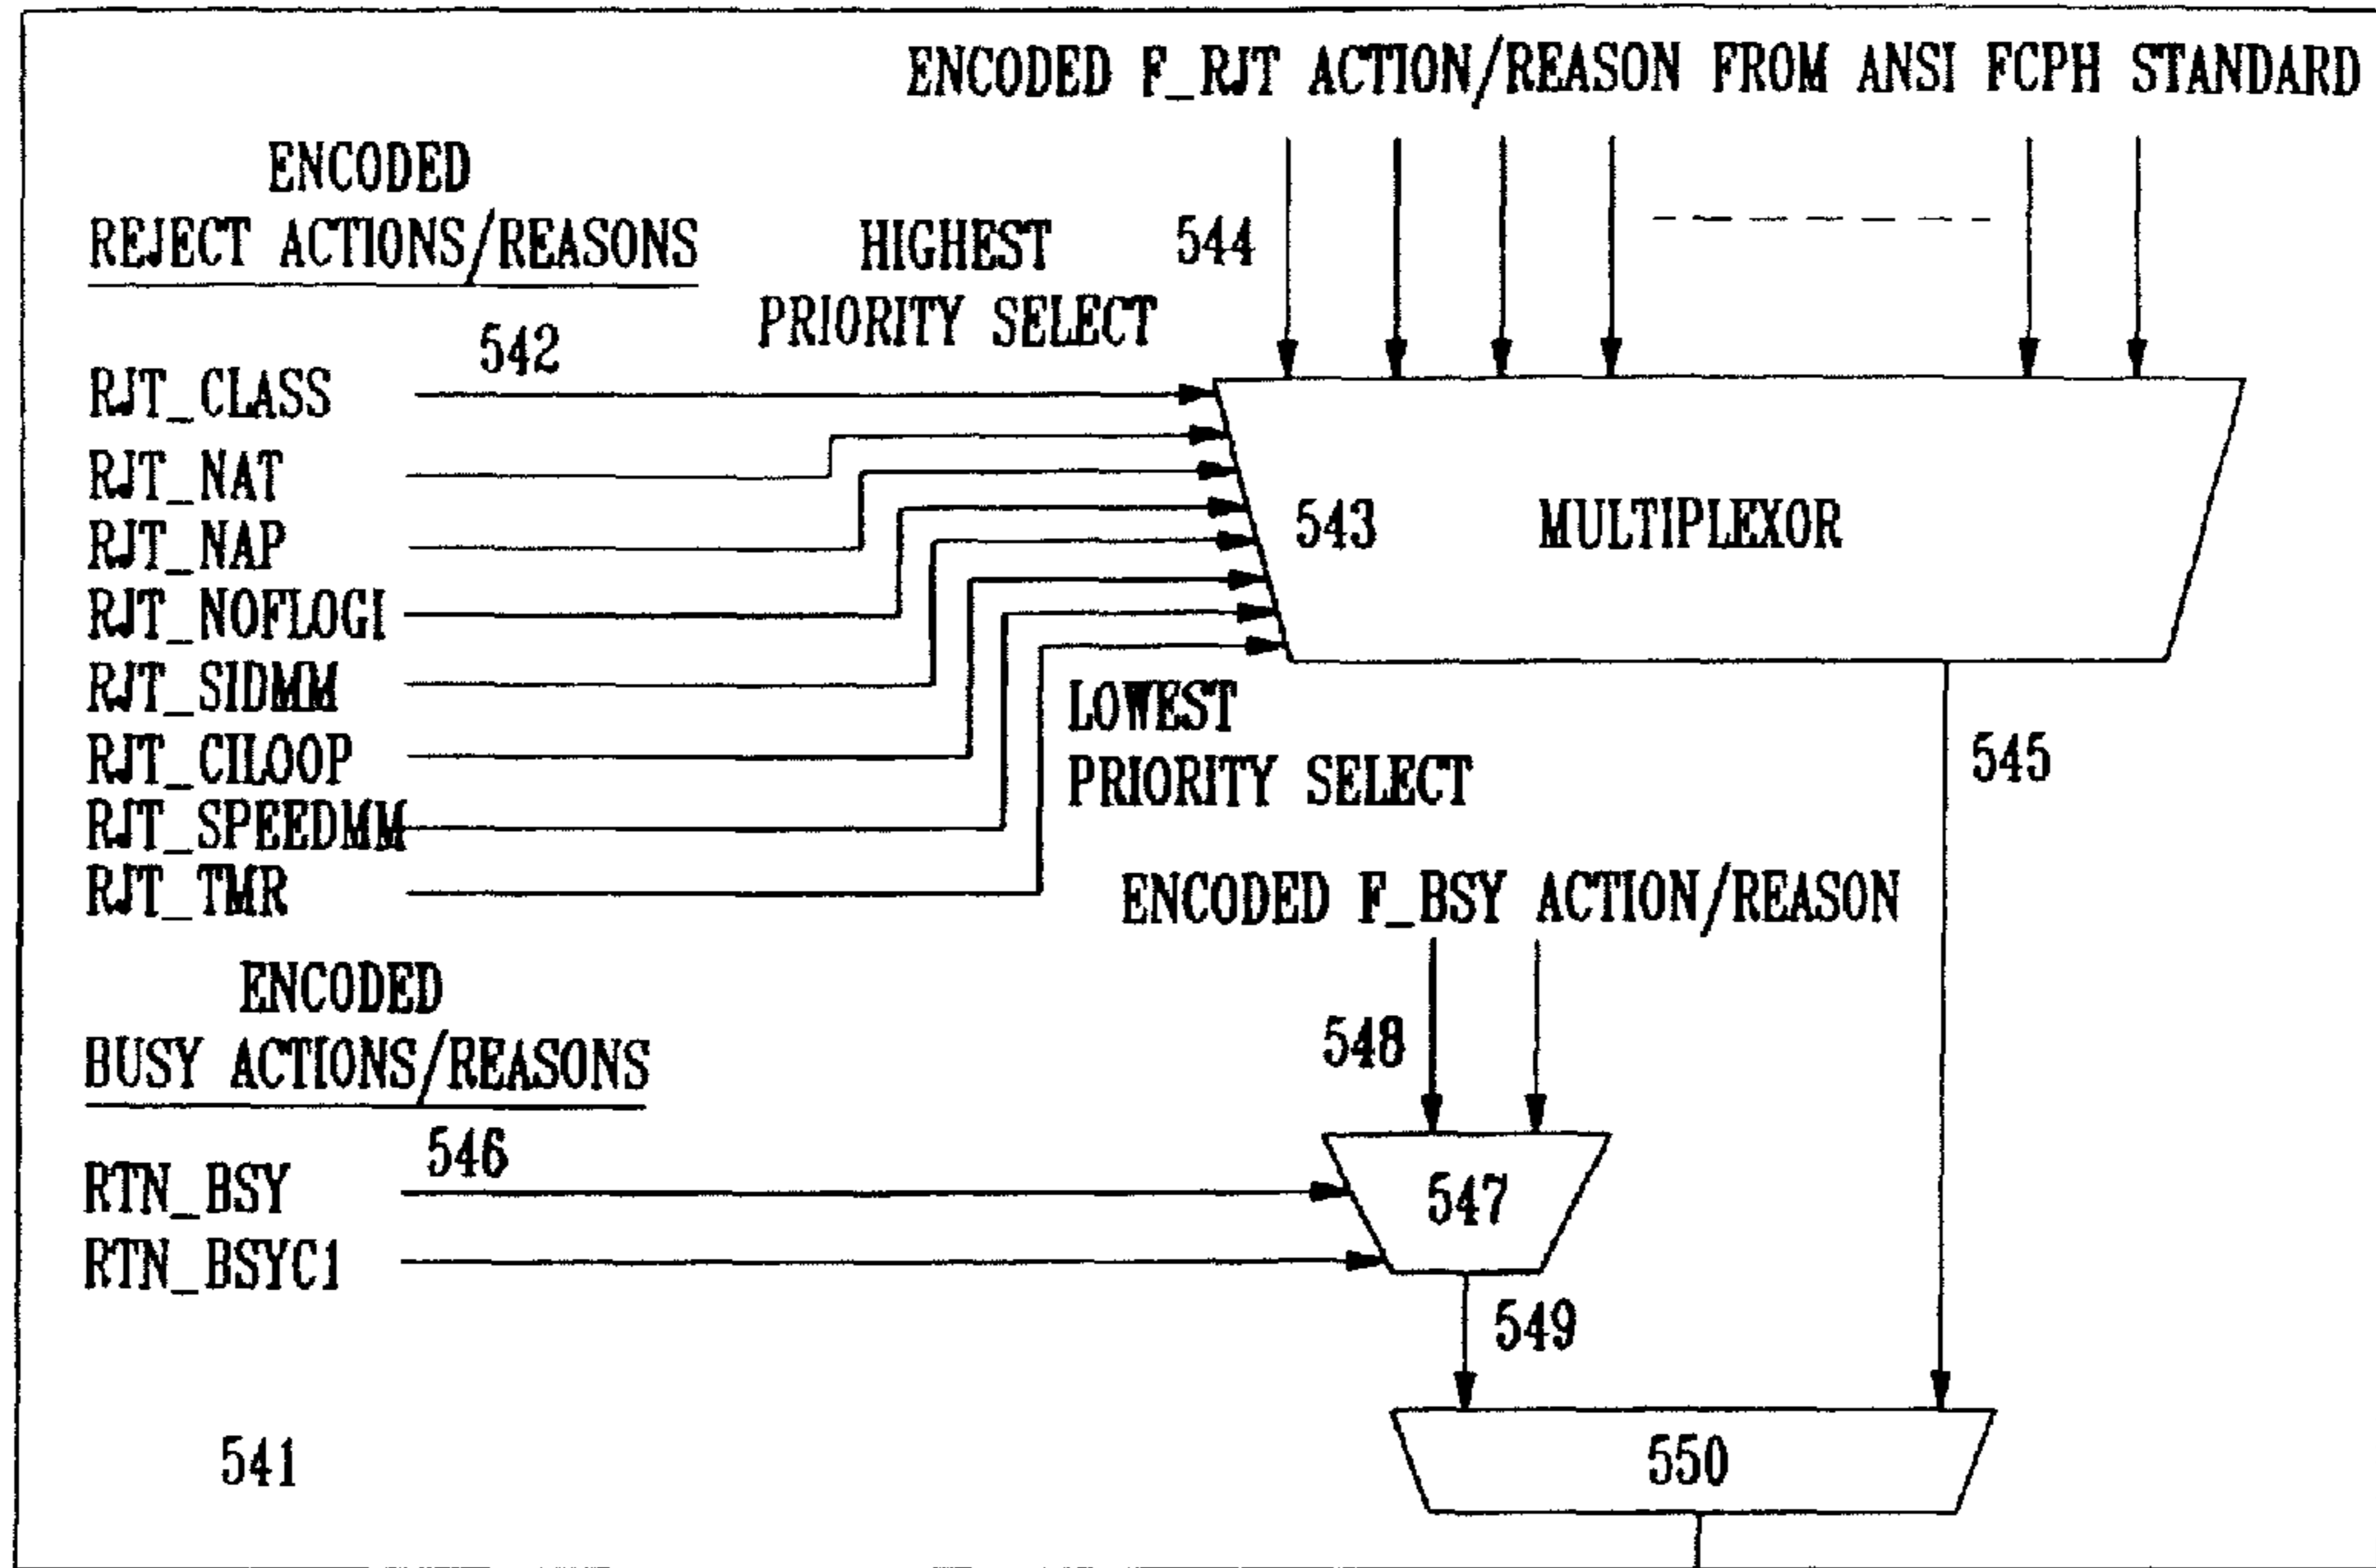 ENCODED F_RJT ACTION/REASON FROM ANSI FCPH STANDARD
ENCODED
REJECT ACTIONS/REASONS
HIGHEST
PRIORITY SELECT
544
542
RJT_CLASS
RJT_NAT
RJT_NAP
RJT_NOFLOGI
RJT_SIDMM
RJT_CILOOP
RJT_SPEEDMM
RJT_TMR
543
MULTIPLEXOR
LOWEST
PRIORITY SELECT
545
ENCODED F_BSY ACTION/REASON
ENCODED
BUSY ACTIONS/REASONS
548
546
RTN_BSY
RTN_BSYC1
547
549
541
550